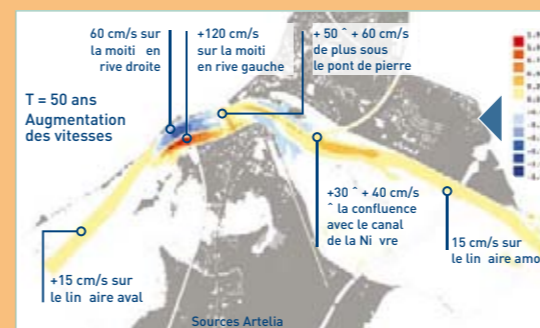 60 cm/s sur
la moiti en
rive droite
+120 cm/s
sur la moiti
en rive gauche
+ 50 ˆ + 60 cm/s
de plus sous
le pont de pierre
T = 50 ans
Augmentation
des vitesses
+30 ˆ + 40 cm/s
ˆ la confluence
avec le canal
de la Ni vre
15 cm/s sur
le lin aire amo
+15 cm/s sur
le lin aire aval
Sources Artelia